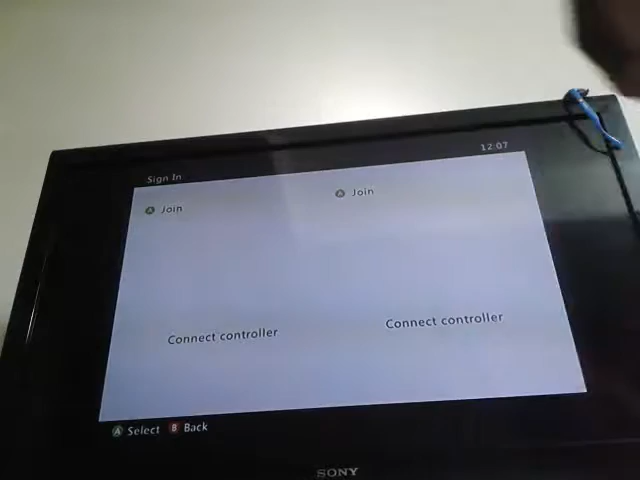 Sign In
12:07
A Join
A Join
Connect controller
Connect controller
A Select B Back
SONY